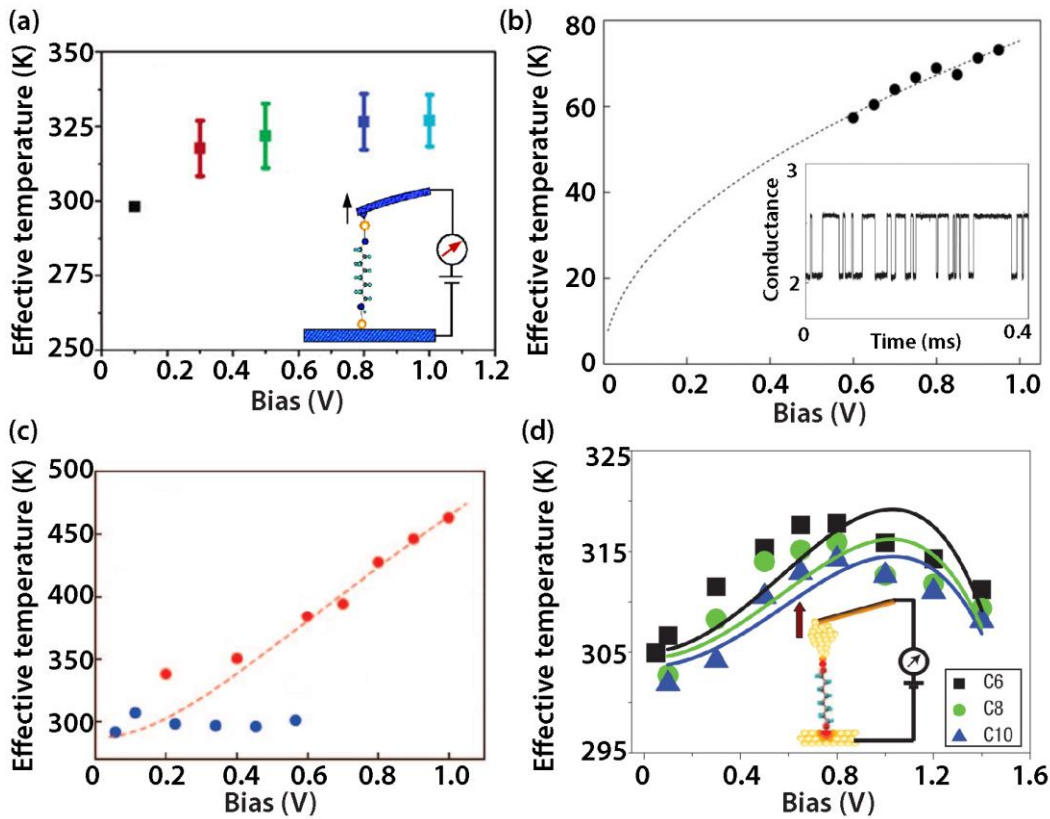 (a)
Effective temperature (K)
350
325
300
275
250
0 0.2 0.4 0.6 0.8 1.0 1.2
Bias (V)
(b)
Effective temperature (K)
80
60
40
20
0
0 0.2 0.4 0.6 0.8 1.0
Bias (V)
Conductance
3
2
0 0.4
Time (ms)
(c)
Effective temperature (K)
500
450
400
350
300
0 0.2 0.4 0.6 0.8 1.0
Bias (V)
(d)
Effective temperature (K)
325
315
305
295
0 0.4 0.8 1.2 1.6
Bias (V)
C6
C8
C10